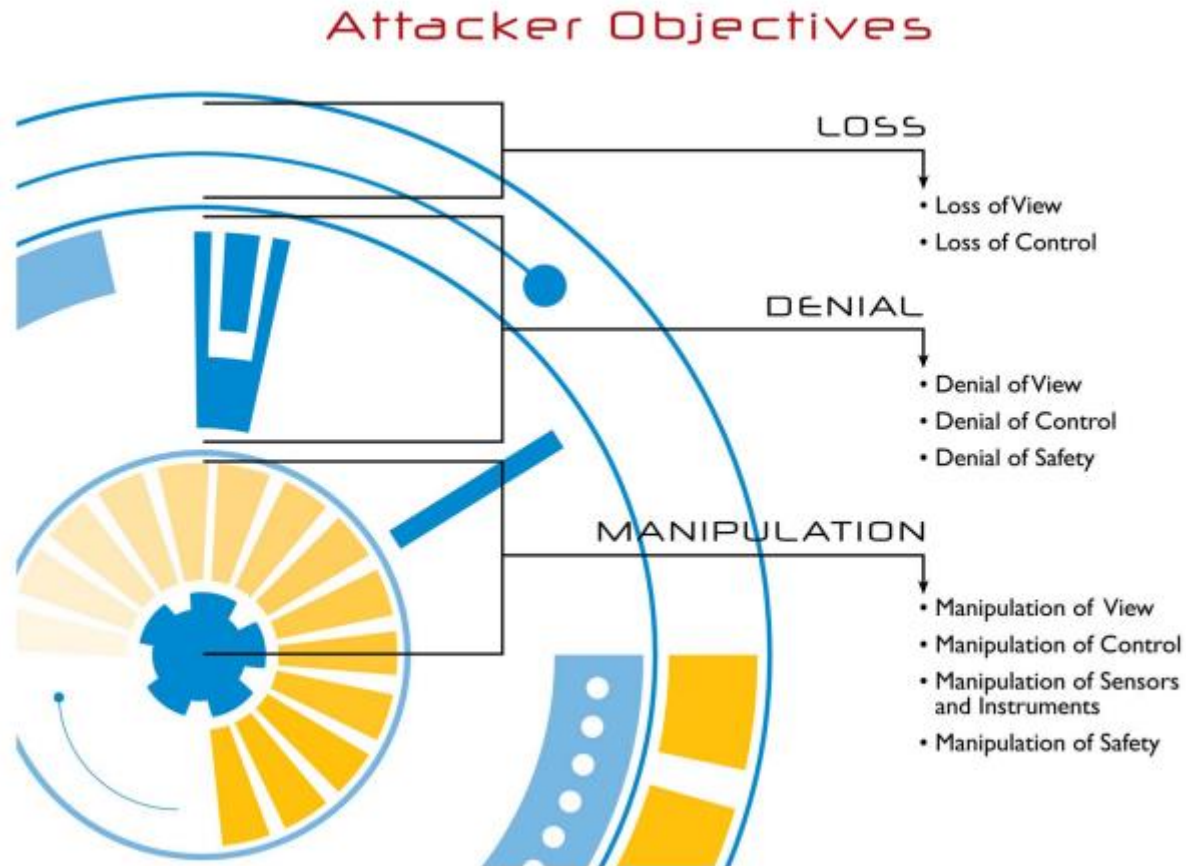 Attacker Objectives
LOSS
• Loss of View
• Loss of Control
DENIAL
• Denial of View
• Denial of Control
• Denial of Safety
MANIPULATION
• Manipulation of View
• Manipulation of Control
• Manipulation of Sensors
and Instruments
• Manipulation of Safety